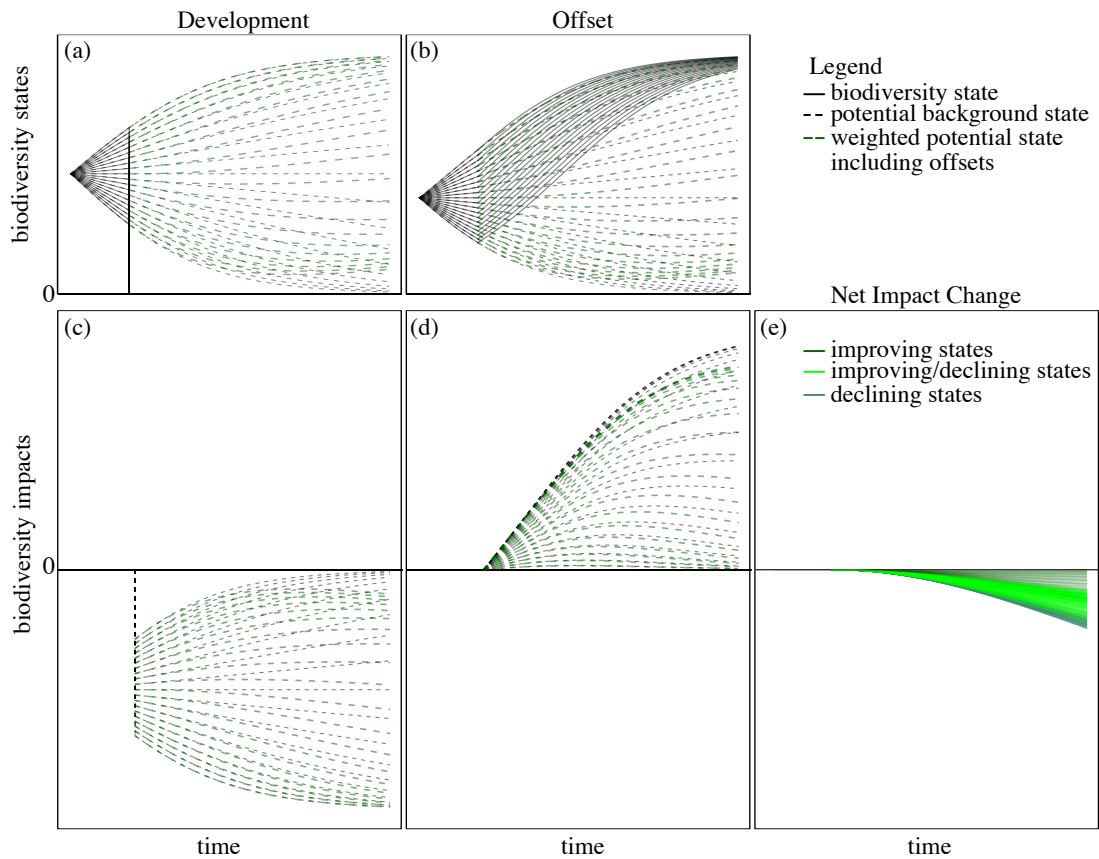 Development
Offset
(a)
(b)
Legend
biodiversity state
potential background state
weighted potential state
including offsets
biodiversity states
0
Net Impact Change
(c)
(d)
(e)
improving states
improving/declining states
declining states
biodiversity impacts
0
time
time
time